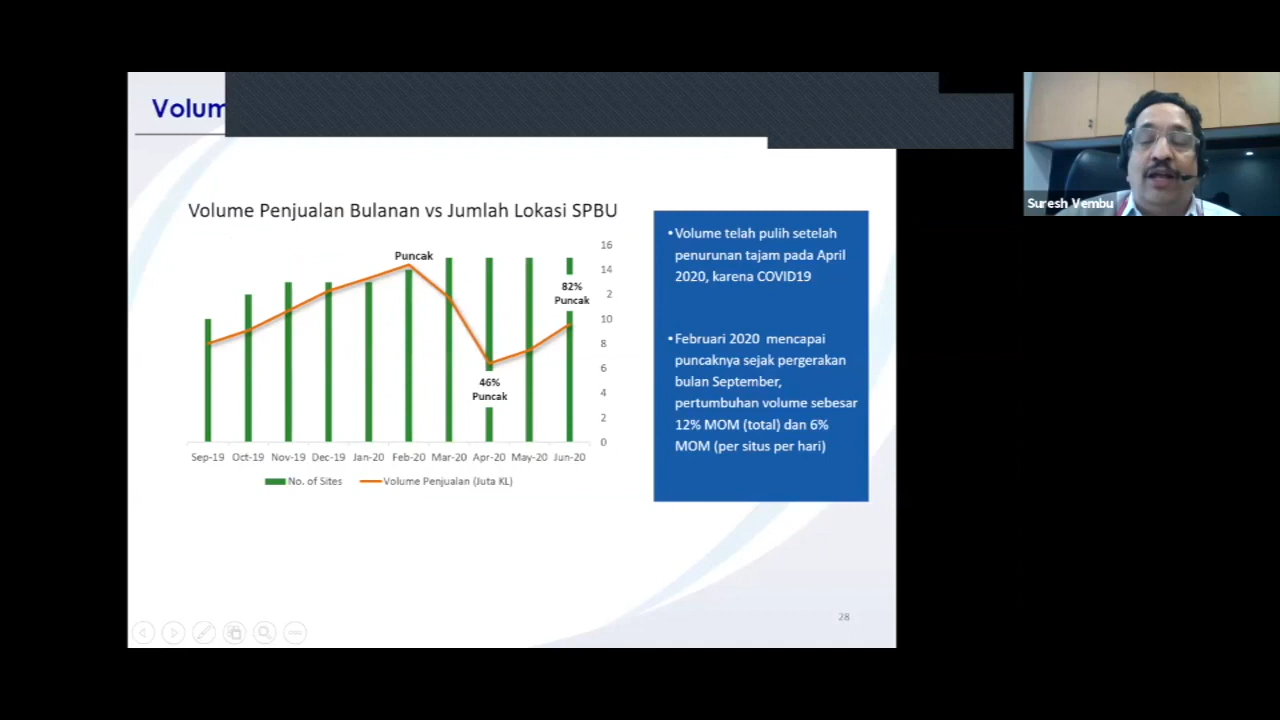 Volum
Suresh Vembu
Volume Penjualan Bulanan vs Jumlah Lokasi SPBU
Puncak
82%
Puncak
46%
Puncak
16
14
2
10
8
6
4
2
0
Sep-19 Oct-19 Nov-19 Dec-19 Jan-20 Feb-20 Mar-20 Apr-20 May-20 Jun-20
No. of Sites Volume Penjualan (Juta KL)
•Volume telah pulih setelah
penurunan tajam pada April
2020, karena COVID19
•Februari 2020 mencapai
puncaknya sejak pergerakan
bulan September,
pertumbuhan volume sebesar
12% MOM (total) dan 6%
MOM (per situs per hari)
28